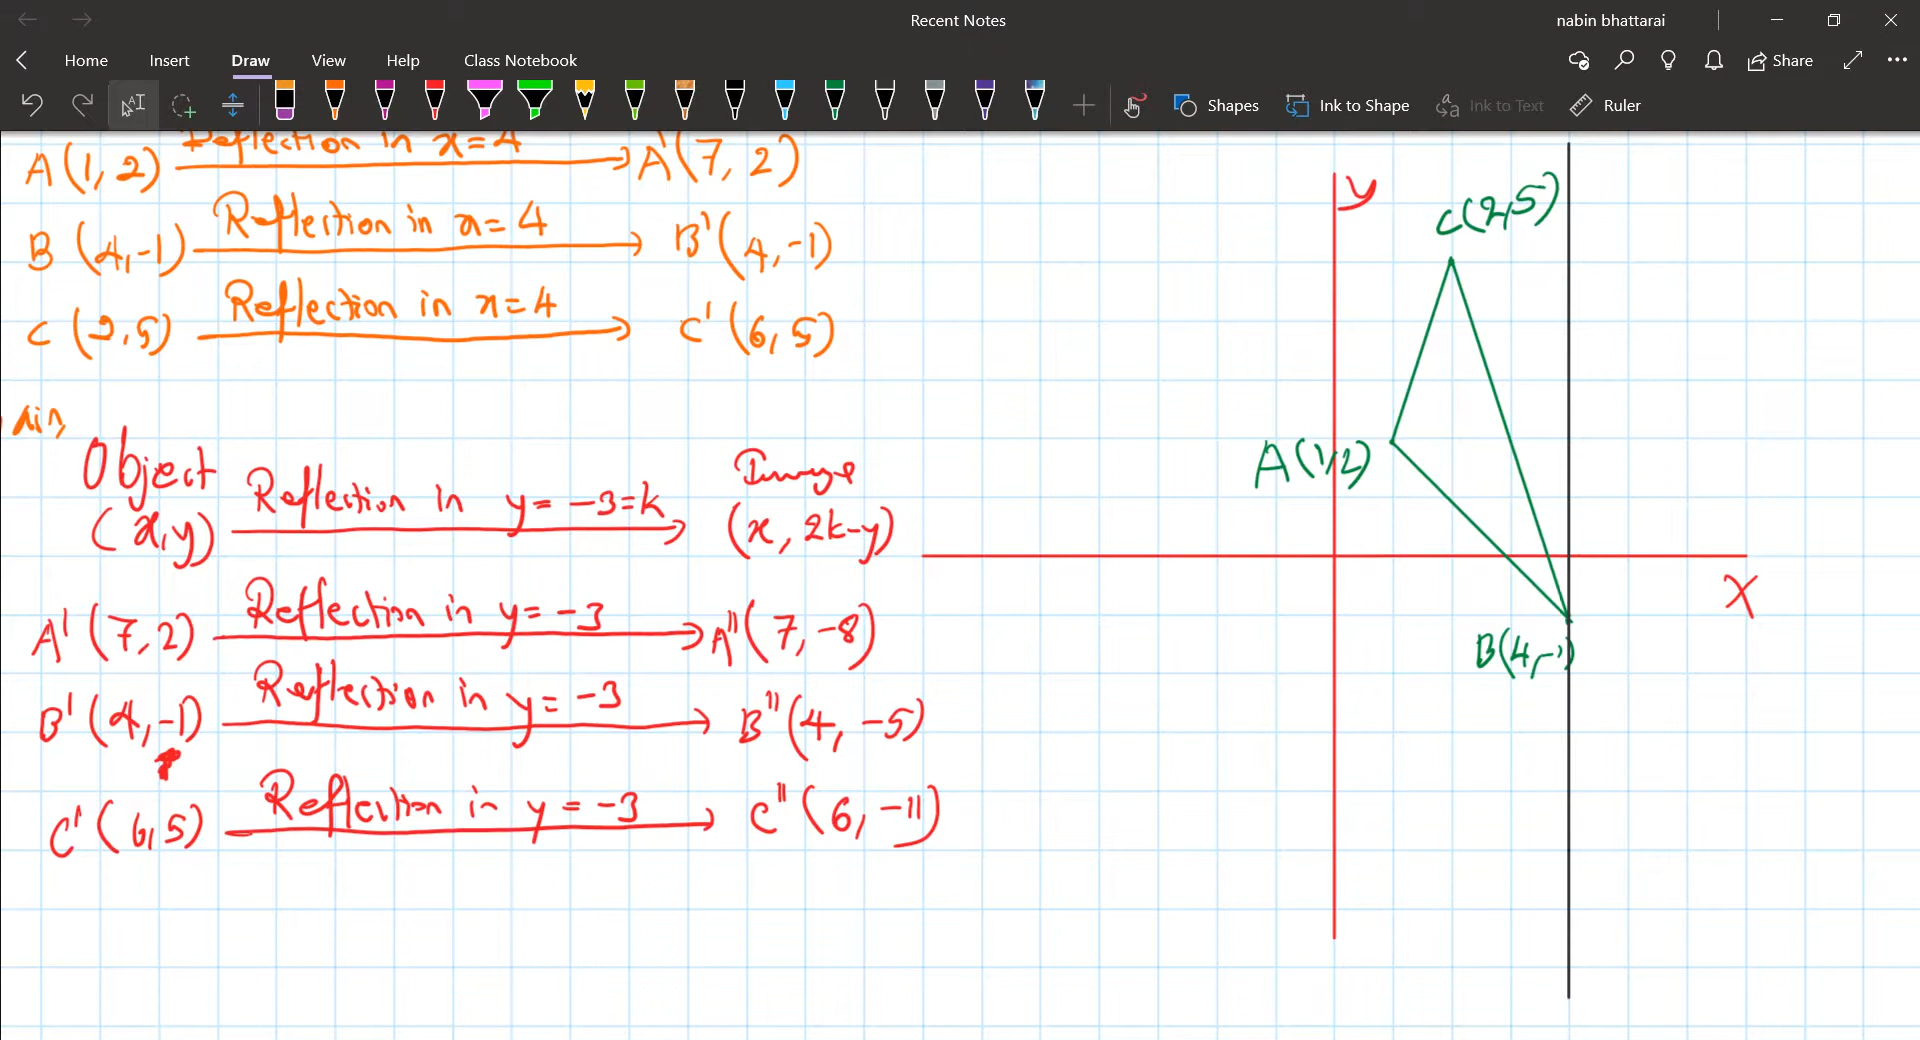 Recent Notes
nabin bhattarai
Home Insert Draw View Help Class Notebook
Share
Shapes Ink to Shape Ink to Text Ruler
Reflection in x=4
A (1, 2) → A'(7, 2)
Reflection in x=4
B (4,-1) → B'(4,-1)
Reflection in x=4
C (2,5) → C'(6,5)
Object Reflection in y= -3=k Image
(x,y) → (x, 2k-y)
Reflection in y= -3
A' (7,2) → A''(7,-8)
Reflection in y= -3
B' (4,-1) → B''(4, -5)
Reflection in y = -3
C' (6,5) → C'' (6, -11)
y
C(2,5)
A(1,2)
X
B(4,-1)